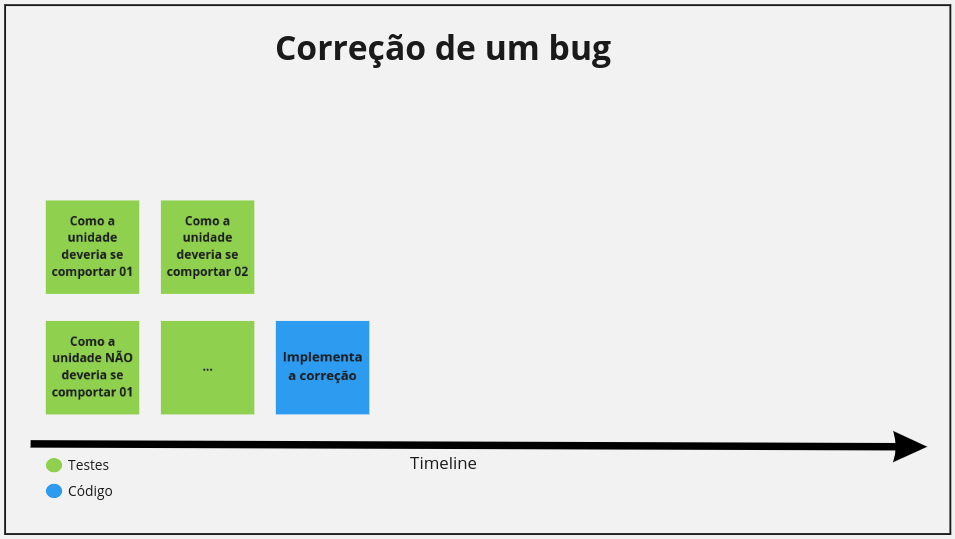 Correção de um bug
Como a
unidade
deveria se
comportar 01
Como a
unidade
deveria se
comportar 02
Como a
unidade NÃO
deveria se
comportar 01
...
Implementa
a correção
Timeline
Testes
Código